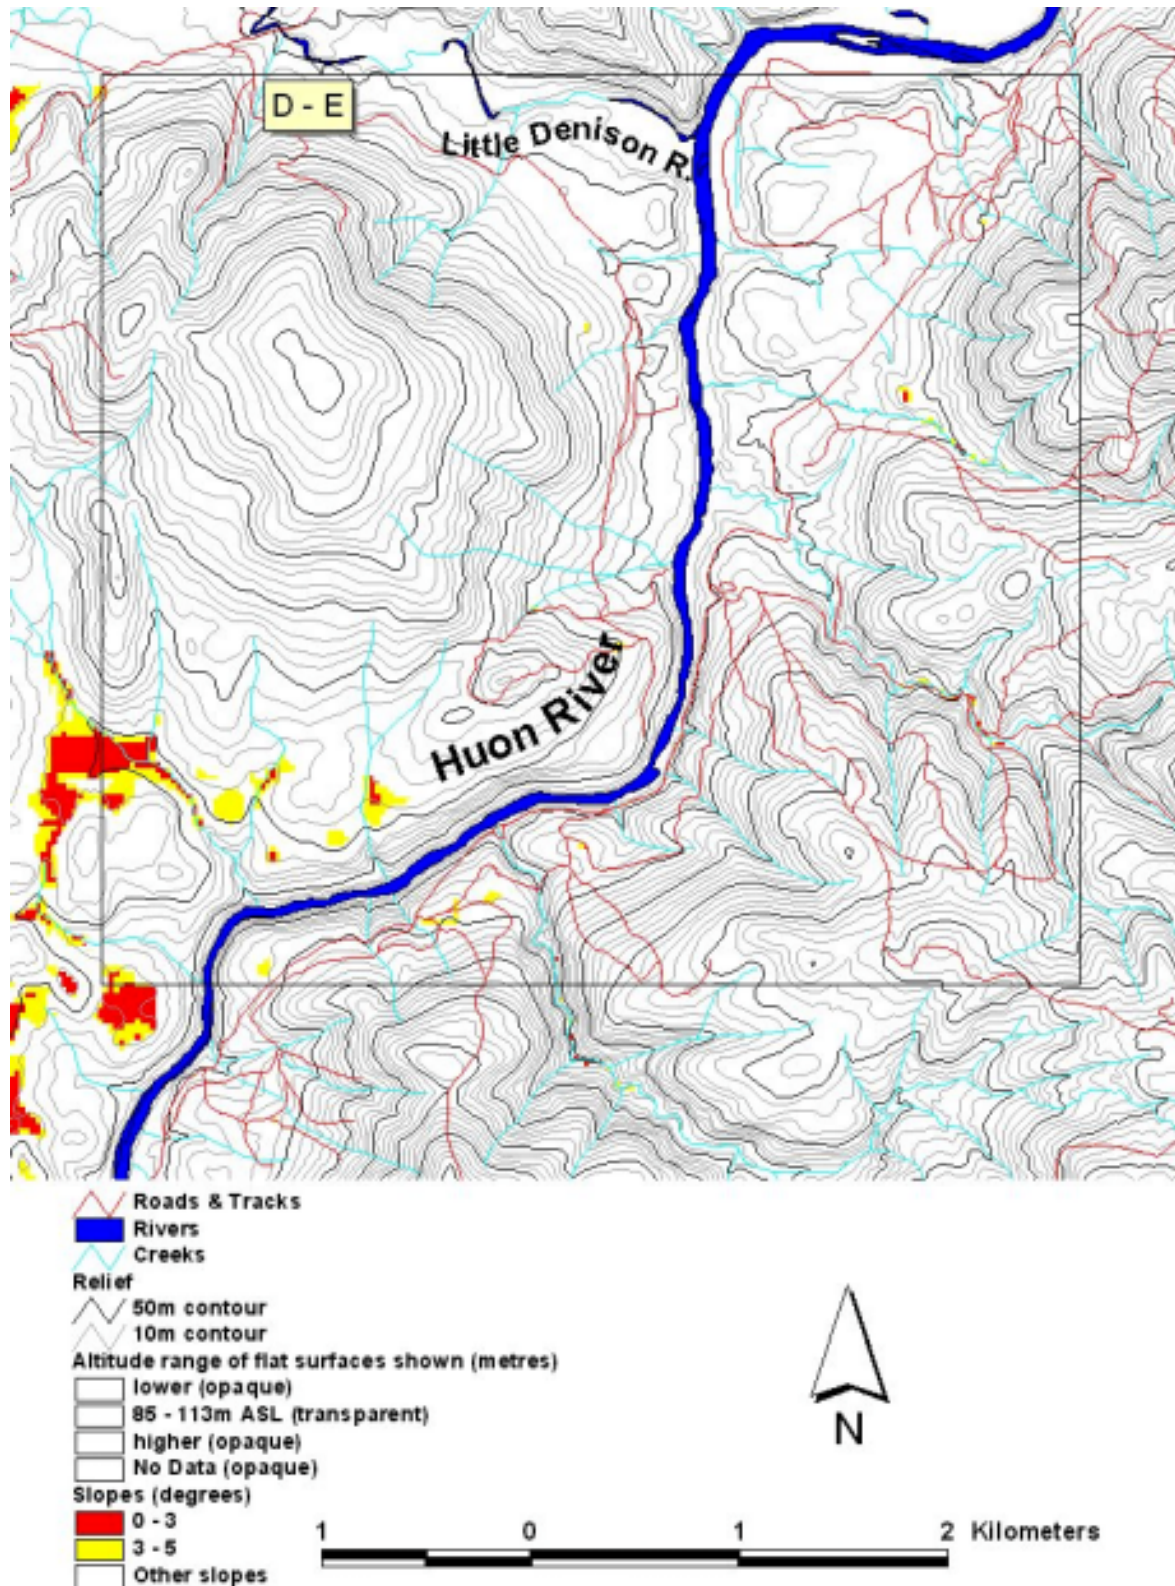 D - E
Little Denison R.
Huon River
Roads & Tracks
Rivers
Creeks
Relief
50m contour
10m contour
Altitude range of flat surfaces shown (metres)
lower (opaque)
85 - 113m ASL (transparent)
higher (opaque)
No Data (opaque)
Slopes (degrees)
0 - 3
3 - 5
Other slopes
N
1 0 1 2 Kilometers